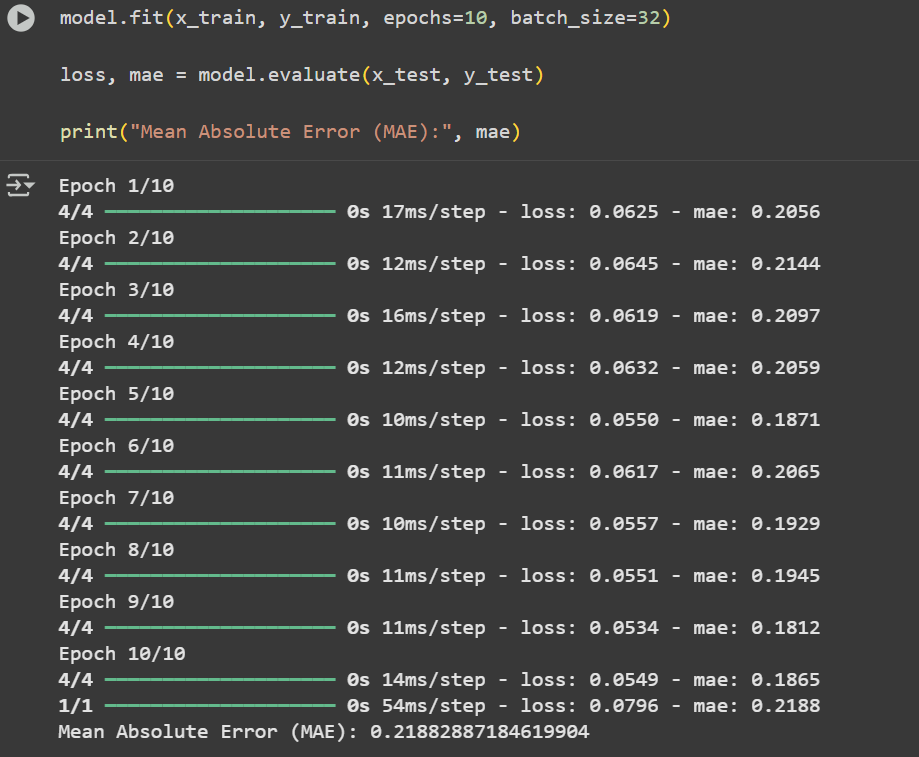 model.fit(x_train, y_train, epochs=10, batch_size=32)
loss, mae = model.evaluate(x_test, y_test)
print("Mean Absolute Error (MAE):", mae)
Epoch 1/10
4/4 ━━━━━━━━━━━━━━━━━━━━ 0s 17ms/step - loss: 0.0625 - mae: 0.2056
Epoch 2/10
4/4 ━━━━━━━━━━━━━━━━━━━━ 0s 12ms/step - loss: 0.0645 - mae: 0.2144
Epoch 3/10
4/4 ━━━━━━━━━━━━━━━━━━━━ 0s 16ms/step - loss: 0.0619 - mae: 0.2097
Epoch 4/10
4/4 ━━━━━━━━━━━━━━━━━━━━ 0s 12ms/step - loss: 0.0632 - mae: 0.2059
Epoch 5/10
4/4 ━━━━━━━━━━━━━━━━━━━━ 0s 10ms/step - loss: 0.0550 - mae: 0.1871
Epoch 6/10
4/4 ━━━━━━━━━━━━━━━━━━━━ 0s 11ms/step - loss: 0.0617 - mae: 0.2065
Epoch 7/10
4/4 ━━━━━━━━━━━━━━━━━━━━ 0s 10ms/step - loss: 0.0557 - mae: 0.1929
Epoch 8/10
4/4 ━━━━━━━━━━━━━━━━━━━━ 0s 11ms/step - loss: 0.0551 - mae: 0.1945
Epoch 9/10
4/4 ━━━━━━━━━━━━━━━━━━━━ 0s 11ms/step - loss: 0.0534 - mae: 0.1812
Epoch 10/10
4/4 ━━━━━━━━━━━━━━━━━━━━ 0s 14ms/step - loss: 0.0549 - mae: 0.1865
1/1 ━━━━━━━━━━━━━━━━━━━━ 0s 54ms/step - loss: 0.0796 - mae: 0.2188
Mean Absolute Error (MAE): 0.21882887184619904